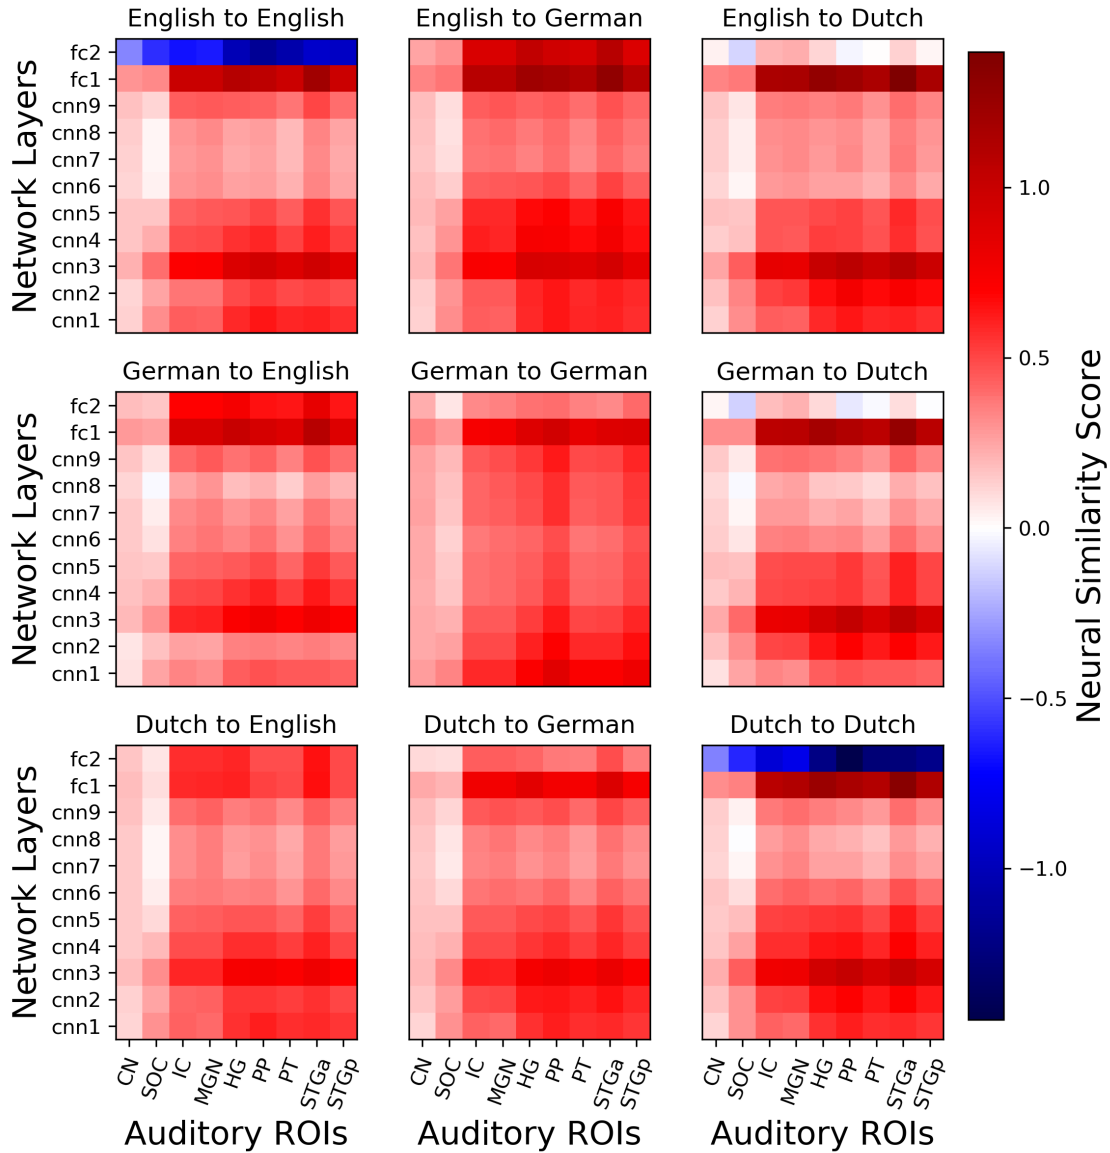 English to English
English to German
English to Dutch
Network Layers
fc2
fc1
cnn9
cnn8
cnn7
cnn6
cnn5
cnn4
cnn3
cnn2
cnn1
German to English
German to German
German to Dutch
Network Layers
fc2
fc1
cnn9
cnn8
cnn7
cnn6
cnn5
cnn4
cnn3
cnn2
cnn1
Dutch to English
Dutch to German
Dutch to Dutch
Network Layers
fc2
fc1
cnn9
cnn8
cnn7
cnn6
cnn5
cnn4
cnn3
cnn2
cnn1
CN SOC IC MGN HG PP PT STGa STGp
CN SOC IC MGN HG PP PT STGa STGp
CN SOC IC MGN HG PP PT STGa STGp
Auditory ROIs
Auditory ROIs
Auditory ROIs
1.0
0.5
0.0
−0.5
−1.0
Neural Similarity Score